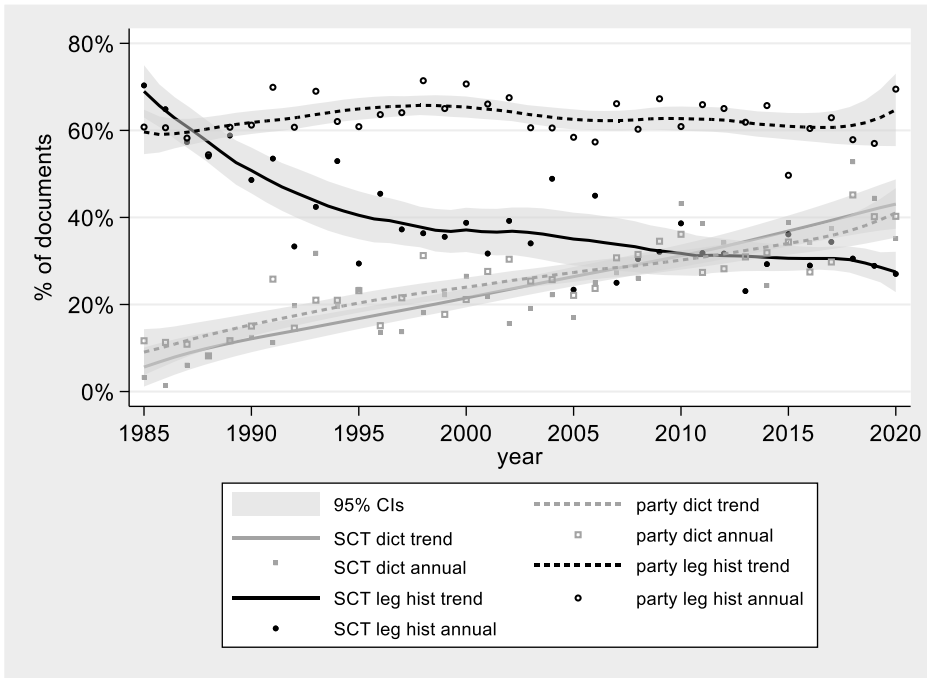 80%
60%
40%
20%
0%
% of documents
1985 1990 1995 2000 2005 2010 2015 2020
year
95% CIs
SCT dict trend
SCT dict annual
SCT leg hist trend
SCT leg hist annual
party dict trend
party dict annual
party leg hist trend
party leg hist annual